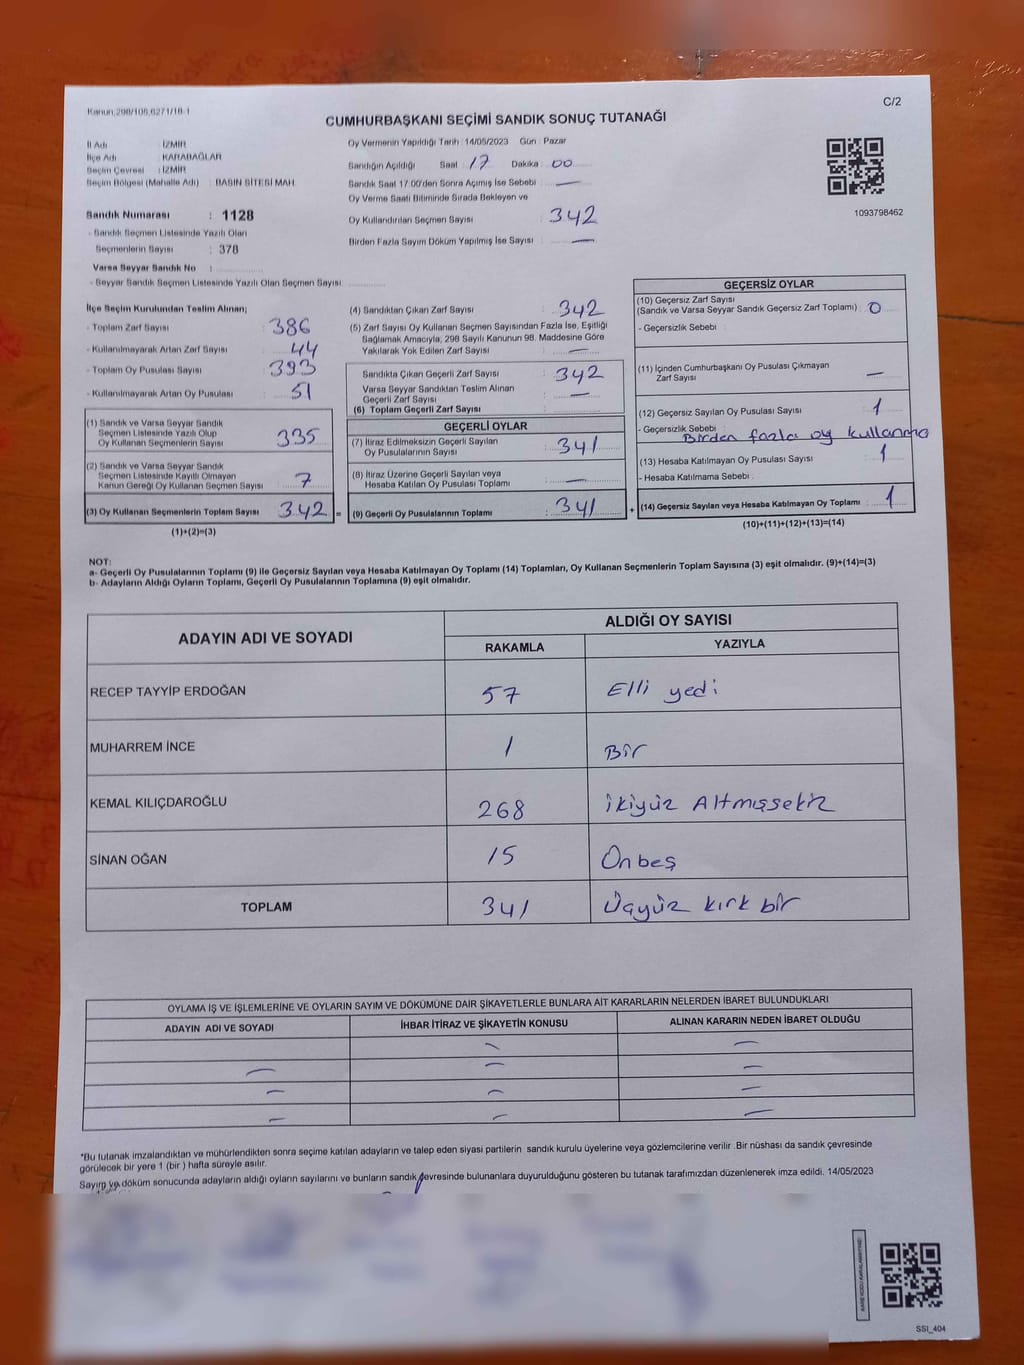 Kanun 298/105,6271/18-1
C/2
CUMHURBAŞKANI SEÇİMİ SANDIK SONUÇ TUTANAĞI
İl Adı : İZMİR
İlçe Adı : KARABAĞLAR
Seçim Çevresi : İZMİR
Seçim Bölgesi (Mahalle Adı) : BASIN SİTESİ MAH.
Sandık Numarası : 1128
- Sandık Seçmen Listesinde Yazılı Olan
Seçmenlerin Sayısı : 378
Varsa Seyyar Sandık No :
- Seyyar Sandık Seçmen Listesinde Yazılı Olan Seçmen Sayısı
Oy Vermenin Yapıldığı Tarih : 14/05/2023 Gün : Pazar
Sandığın Açıldığı Saat : 17 Dakika : 00
Sandık Saat 17:00'den Sonra Açımış İse Sebebi : —
Oy Verme Saati Bitiminde Sırada Bekleyen ve
Oy Kullandırılan Seçmen Sayısı : 342
Birden Fazla Sayım Döküm Yapılmış İse Sayısı : —
1093798462
İlçe Seçim Kurulundan Teslim Alınan;
- Toplam Zarf Sayısı : 386
- Kullanılmayarak Artan Zarf Sayısı : 44
- Toplam Oy Pusulası Sayısı : 393
- Kullanılmayarak Artan Oy Pusulası : 51
(1) Sandık ve Varsa Seyyar Sandık
Seçmen Listesinde Yazılı Olup
Oy Kullanan Seçmenlerin Sayısı : 335
(2) Sandık ve Varsa Seyyar Sandık
Seçmen Listesinde Kayıtlı Olmayan
Kanun Gereği Oy Kullanan Seçmen Sayısı : 7
(3) Oy Kullanan Seçmenlerin Toplam Sayısı : 342 =
(1)+(2)=(3)
(4) Sandıktan Çıkan Zarf Sayısı : 342
(5) Zarf Sayısı Oy Kullanan Seçmen Sayısından Fazla İse, Eşitliği
Sağlamak Amacıyla, 298 Sayılı Kanunun 98. Maddesine Göre
Yakılarak Yok Edilen Zarf Sayısı : —
Sandıkta Çıkan Geçerli Zarf Sayısı : 342
Varsa Seyyar Sandıktan Teslim Alınan
Geçerli Zarf Sayısı : —
(6) Toplam Geçerli Zarf Sayısı :
GEÇERLİ OYLAR
(7) İtiraz Edilmeksizin Geçerli Sayılan
Oy Pusulalarının Sayısı : 341
(8) İtiraz Üzerine Geçerli Sayılan veya
Hesaba Katılan Oy Pusulası Toplamı : —
(9) Geçerli Oy Pusulalarının Toplamı : 341 +
GEÇERSİZ OYLAR
(10) Geçersiz Zarf Sayısı
(Sandık ve Varsa Seyyar Sandık Geçersiz Zarf Toplamı) : 0
- Geçersizlik Sebebi :
(11) İçinden Cumhurbaşkanı Oy Pusulası Çıkmayan
Zarf Sayısı : —
(12) Geçersiz Sayılan Oy Pusulası Sayısı : 1
- Geçersizlik Sebebi : Birden fazla oy kullanma
(13) Hesaba Katılmayan Oy Pusulası Sayısı : 1
- Hesaba Katılmama Sebebi :
(14) Geçersiz Sayılan veya Hesaba Katılmayan Oy Toplamı : 1
(10)+(11)+(12)+(13)=(14)
NOT:
a- Geçerli Oy Pusulalarının Toplamı (9) ile Geçersiz Sayılan veya Hesaba Katılmayan Oy Toplamı (14) Toplamları, Oy Kullanan Seçmenlerin Toplam Sayısına (3) eşit olmalıdır. (9)+(14)=(3)
b- Adayların Aldığı Oyların Toplamı, Geçerli Oy Pusulalarının Toplamına (9) eşit olmalıdır.
ADAYIN ADI VE SOYADI ALDIĞI OY SAYISI
RAKAMLA YAZIYLA
RECEP TAYYİP ERDOĞAN 57 Elli yedi
MUHARREM İNCE 1 Bir
KEMAL KILIÇDAROĞLU 268 ikiyüz Altmışsekiz
SİNAN OĞAN 15 Onbeş
TOPLAM 341 Üçyüz kırk bir
OYLAMA İŞ VE İŞLEMLERİNE VE OYLARIN SAYIM VE DÖKÜMÜNE DAİR ŞİKAYETLERLE BUNLARA AİT KARARLARIN NELERDEN İBARET BULUNDUKLARI
ADAYIN ADI VE SOYADI İHBAR İTİRAZ VE ŞİKAYETİN KONUSU ALINAN KARARIN NEDEN İBARET OLDUĞU
*Bu tutanak imzalandıktan ve mühürlendikten sonra seçime katılan adayların ve talep eden siyasi partilerin sandık kurulu üyelerine veya gözlemcilerine verilir. Bir nüshası da sandık çevresinde
görülecek bir yere 1 (bir ) hafta süreyle asılır.
Sayım ve döküm sonucunda adayların aldığı oyların sayılarını ve bunların sandık çevresinde bulunanlara duyurulduğunu gösteren bu tutanak tarafımızdan düzenlenerek imza edildi. 14/05/2023
SSI_404